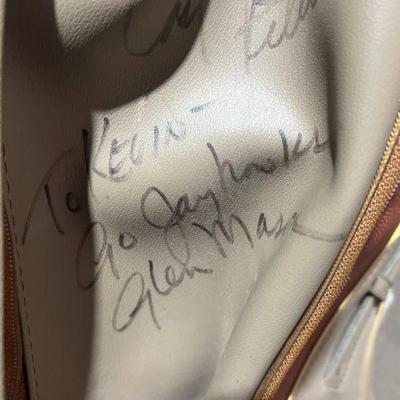 To KEVIN-
Go Jayhawks
Glen Mason